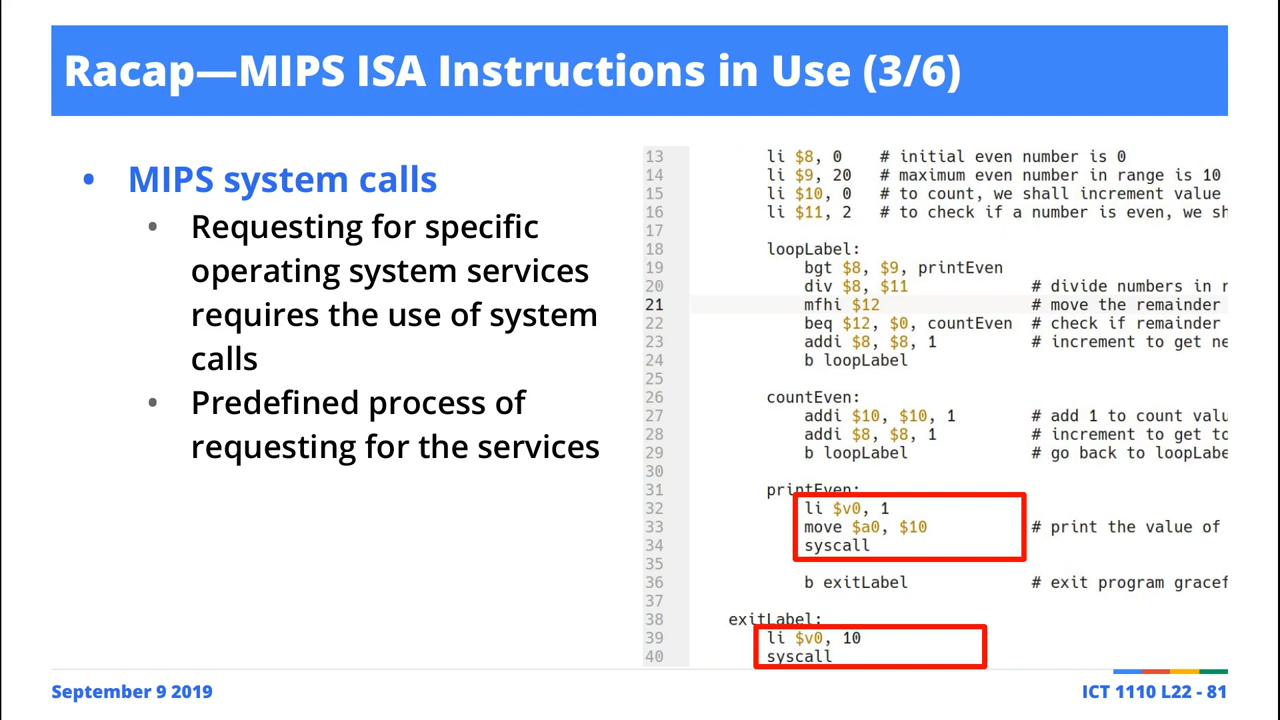 Racap—MIPS ISA Instructions in Use (3/6)
• MIPS system calls
• Requesting for specific
operating system services
requires the use of system
calls
• Predefined process of
requesting for the services
13 li $8, 0 # initial even number is 0
14 li $9, 20 # maximum even number in range is 10
15 li $10, 0 # to count, we shall increment value
16 li $11, 2 # to check if a number is even, we sh
17
18 loopLabel:
19 bgt $8, $9, printEven
20 div $8, $11 # divide numbers in r
21 mfhi $12 # move the remainder
22 beq $12, $0, countEven # check if remainder
23 addi $8, $8, 1 # increment to get ne
24 b loopLabel
25
26 countEven:
27 addi $10, $10, 1 # add 1 to count valu
28 addi $8, $8, 1 # increment to get to
29 b loopLabel # go back to loopLabe
30
31 printEven:
32 li $v0, 1
33 move $a0, $10 # print the value of
34 syscall
35
36 b exitLabel # exit program gracef
37
38 exitLabel:
39 li $v0, 10
40 syscall
September 9 2019
ICT 1110 L22 - 81